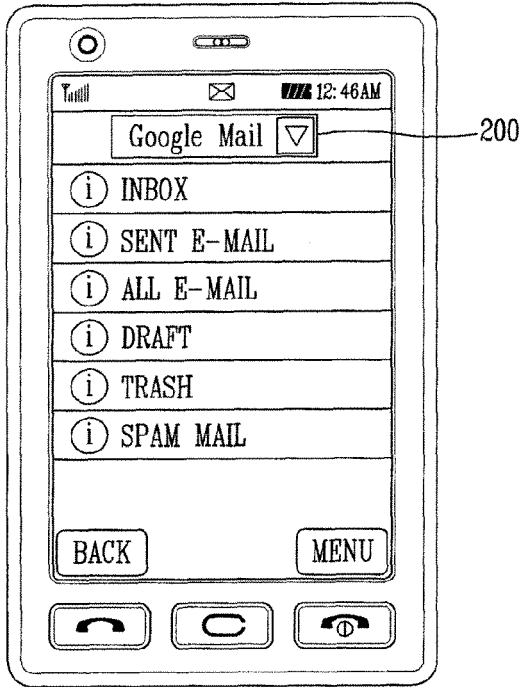 12:46AM
Google Mail
200
i INBOX
i SENT E-MAIL
i ALL E-MAIL
i DRAFT
i TRASH
i SPAM MAIL
BACK MENU